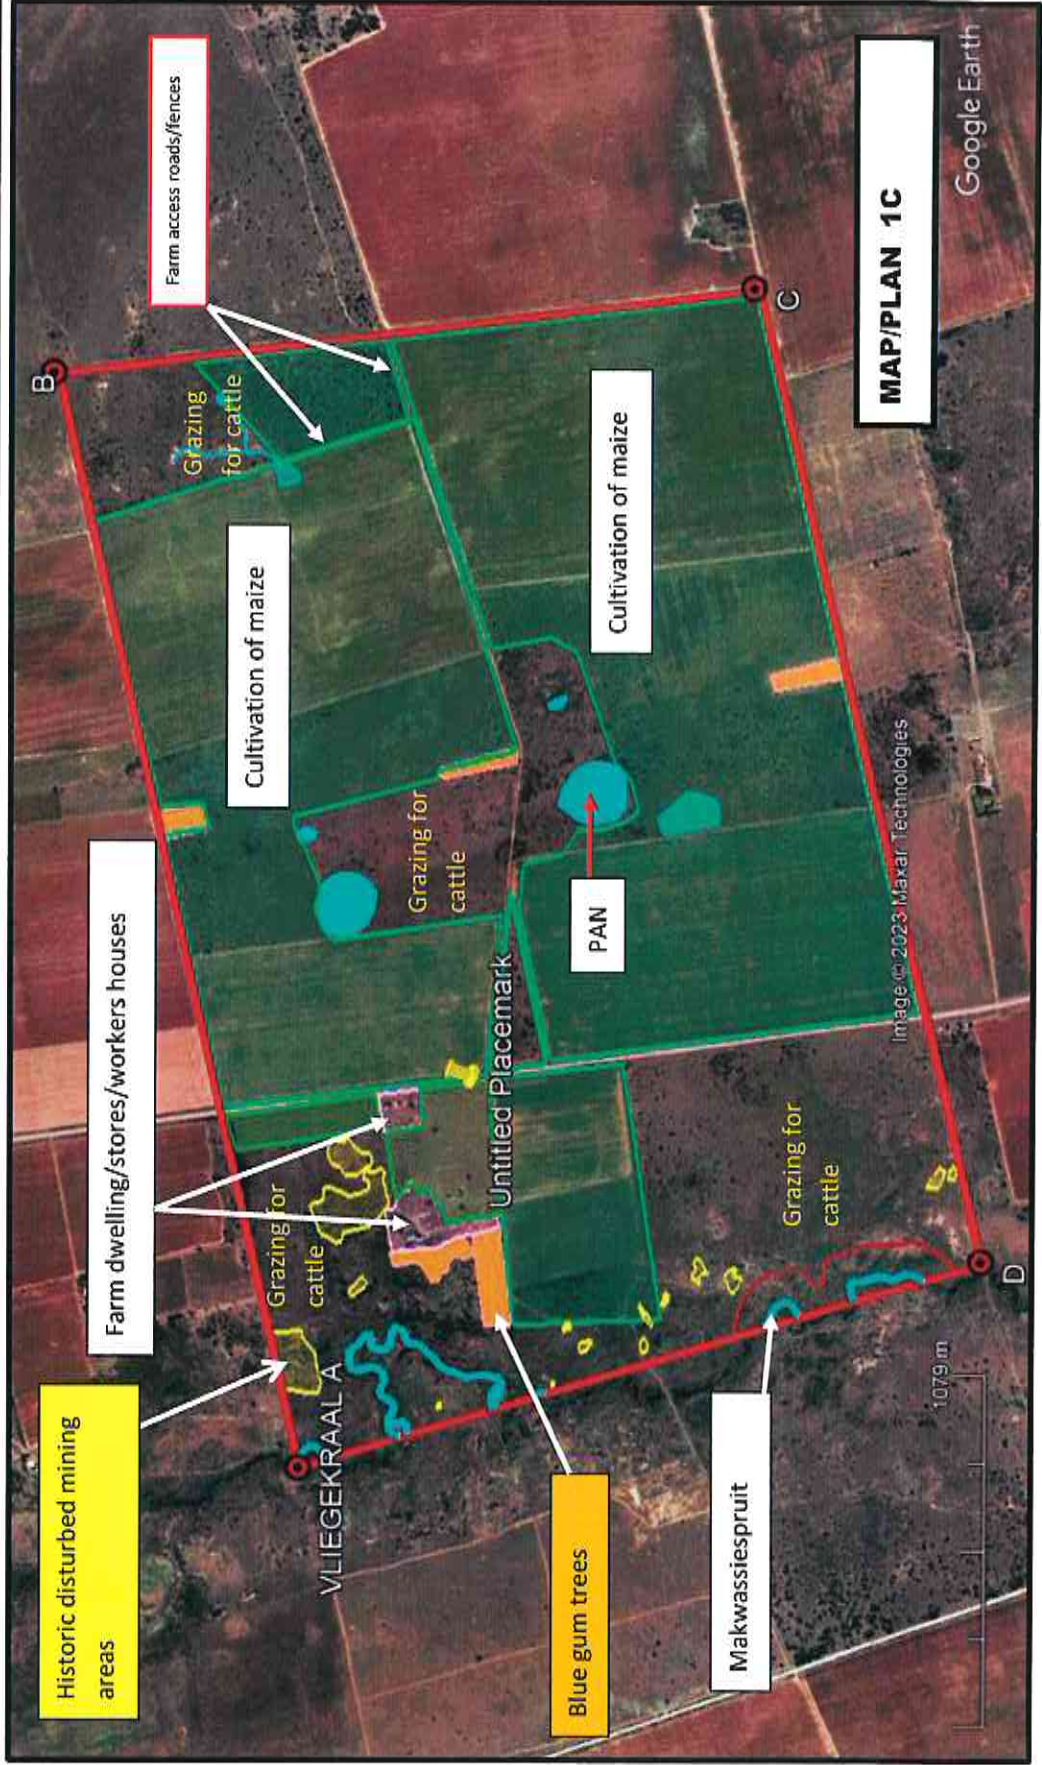 Historic disturbed mining
areas
Farm dwelling/stores/workers houses
Farm access roads/fences
B
Grazing
for cattle
Cultivation of maize
Grazing for
cattle
VLIEGEKRAAL A
Grazing for
cattle
Untitled Placemark
Cultivation of maize
PAN
Blue gum trees
Makwassiespruit
Grazing for
cattle
C
D
Image © 2023 Maxar Technologies
1079 m
MAP/PLAN 1C
Google Earth